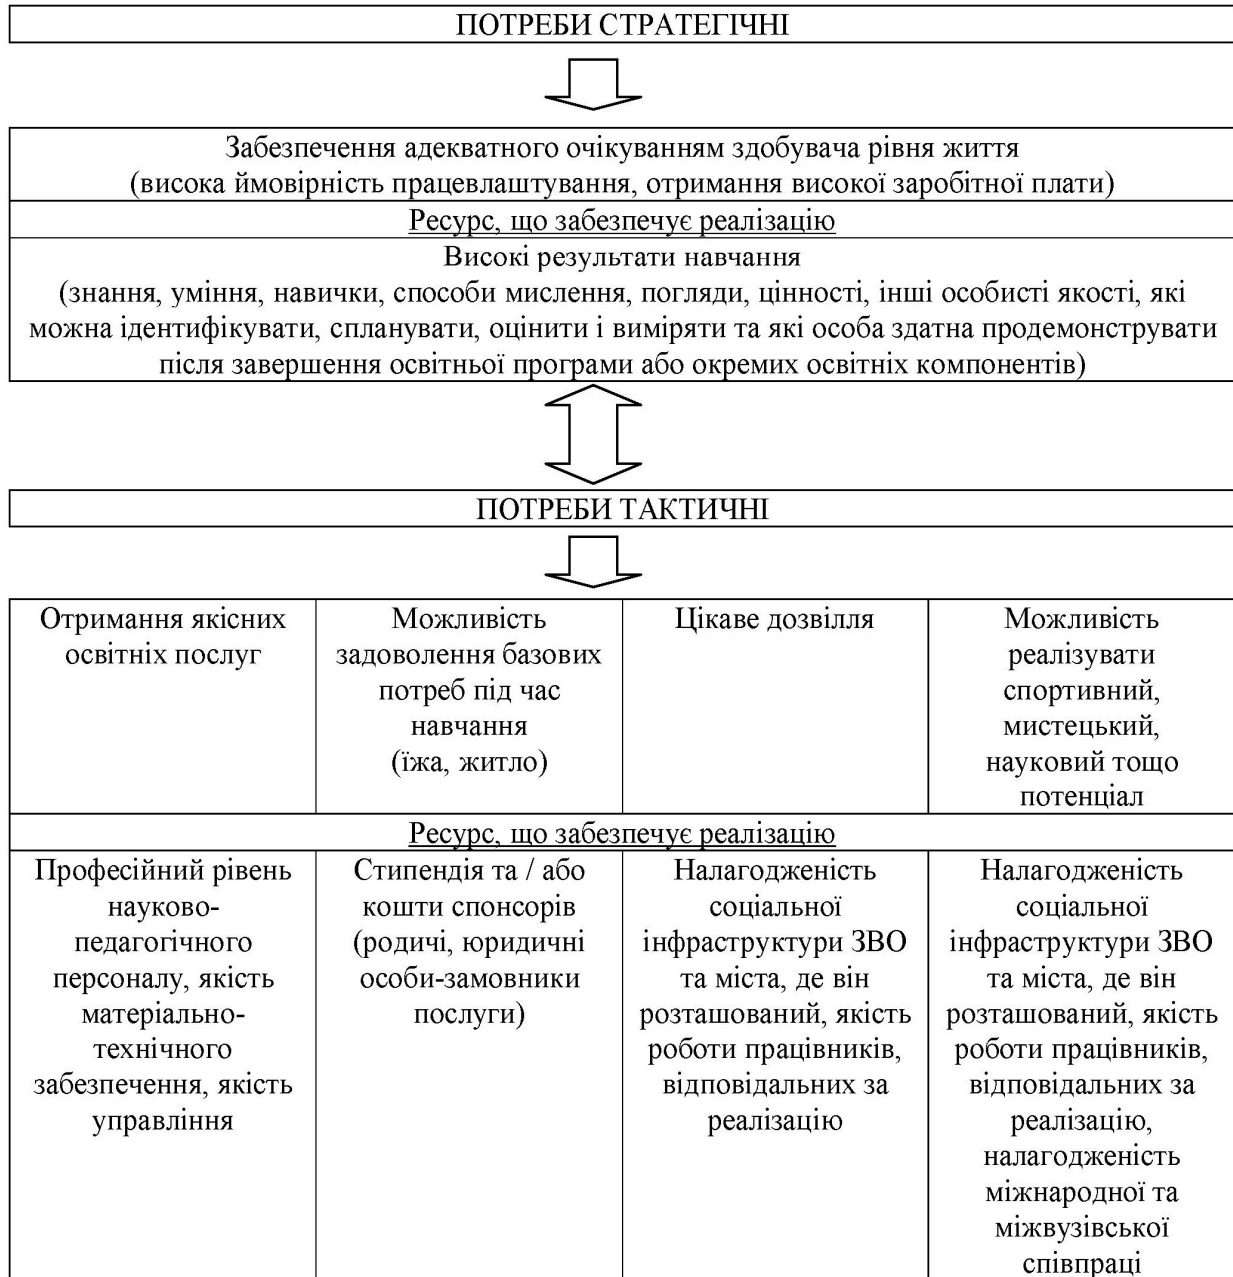 ПОТРЕБИ СТРАТЕГІЧНІ
Забезпечення адекватного очікуванням здобувача рівня життя
(висока ймовірність працевлаштування, отримання високої заробітної плати)
Ресурс, що забезпечує реалізацію
Високі результати навчання
(знання, уміння, навички, способи мислення, погляди, цінності, інші особисті якості, які
можна ідентифікувати, спланувати, оцінити і виміряти та які особа здатна продемонструвати
після завершення освітньої програми або окремих освітніх компонентів)
ПОТРЕБИ ТАКТИЧНІ
Отримання якісних
освітніх послуг
Можливість
задоволення базових
потреб під час
навчання
(їжа, житло)
Цікаве дозвілля
Можливість
реалізувати
спортивний,
мистецький,
науковий тощо
потенціал
Ресурс, що забезпечує реалізацію
Професійний рівень
науково-
педагогічного
персоналу, якість
матеріально-
технічного
забезпечення, якість
управління
Стипендія та / або
кошти спонсорів
(родичі, юридичні
особи-замовники
послуги)
Налагодженість
соціальної
інфраструктури ЗВО
та міста, де він
розташований, якість
роботи працівників,
відповідальних за
реалізацію
Налагодженість
соціальної
інфраструктури ЗВО
та міста, де він
розташований, якість
роботи працівників,
відповідальних за
реалізацію,
налагодженість
міжнародної та
міжвузівської
співпраці